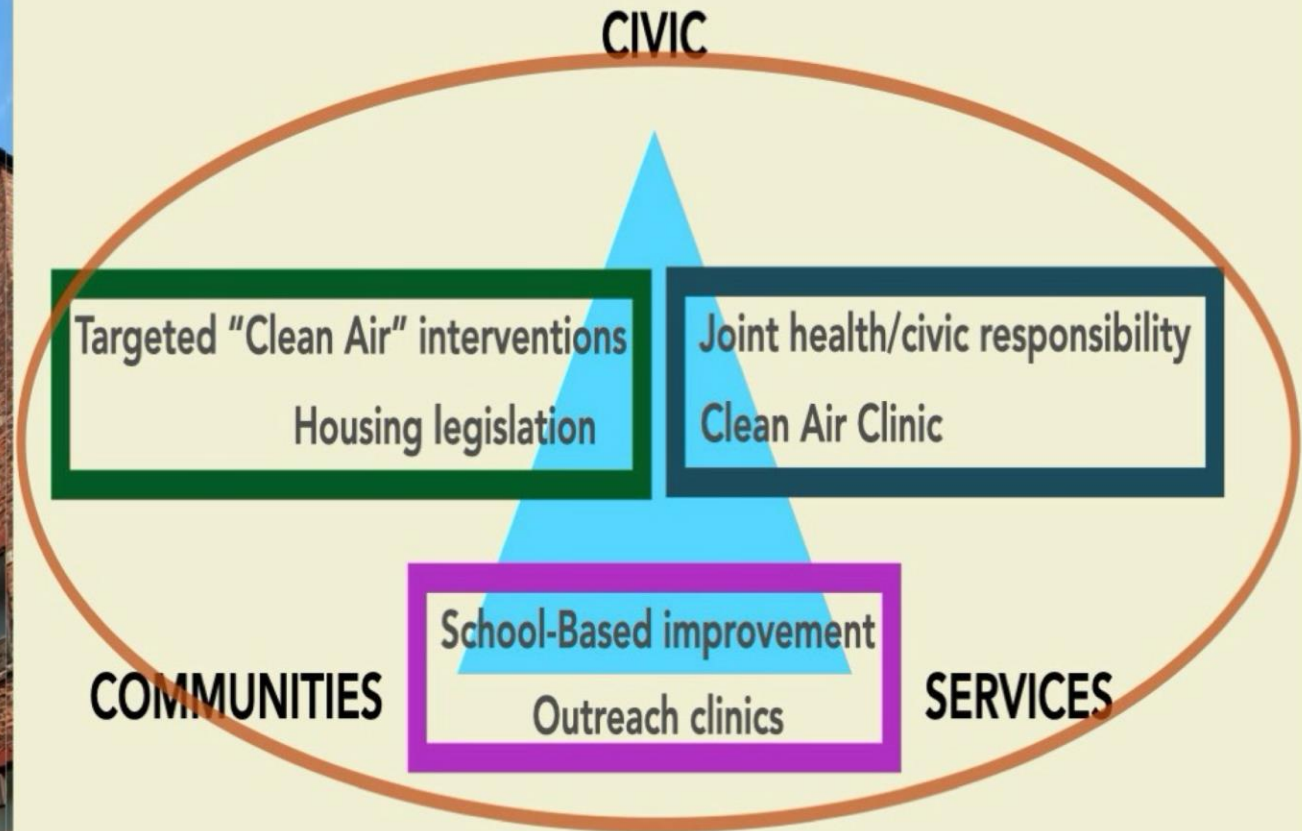 CIVIC
Targeted “Clean Air” interventions
Housing legislation
Joint health/civic responsibility
Clean Air Clinic
School-Based improvement
Outreach clinics
COMMUNITIES
SERVICES